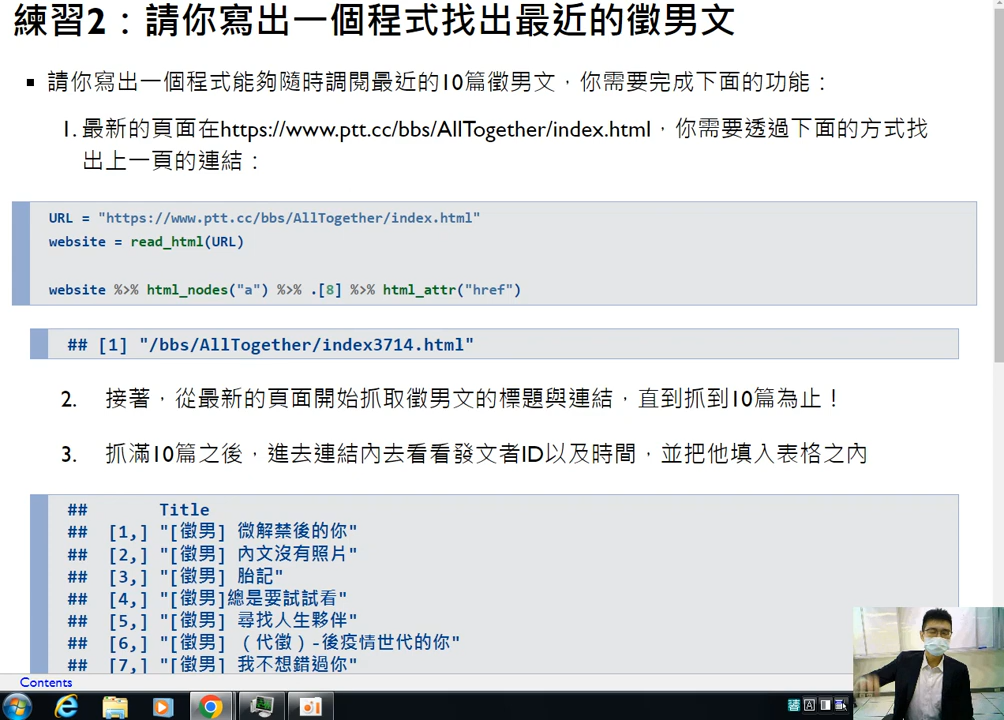 練習2：請你寫出一個程式找出最近的徵男文
▪ 請你寫出一個程式能夠隨時調閱最近的10篇徵男文，你需要完成下面的功能：
1. 最新的頁面在https://www.ptt.cc/bbs/AllTogether/index.html，你需要透過下面的方式找
出上一頁的連結：
URL = "https://www.ptt.cc/bbs/AllTogether/index.html"
website = read_html(URL)
website %>% html_nodes("a") %>% .[8] %>% html_attr("href")
## [1] "/bbs/AllTogether/index3714.html"
2. 接著，從最新的頁面開始抓取徵男文的標題與連結，直到抓到10篇為止！
3. 抓滿10篇之後，進去連結內去看看發文者ID以及時間，並把他填入表格之內
## Title
## [1,] "[徵男] 微解禁後的你"
## [2,] "[徵男] 內文沒有照片"
## [3,] "[徵男] 胎記"
## [4,] "[徵男]總是要試試看"
## [5,] "[徵男] 尋找人生夥伴"
## [6,] "[徵男] （代徵）-後疫情世代的你"
## [7,] "[徵男] 我不想錯過你"
Contents